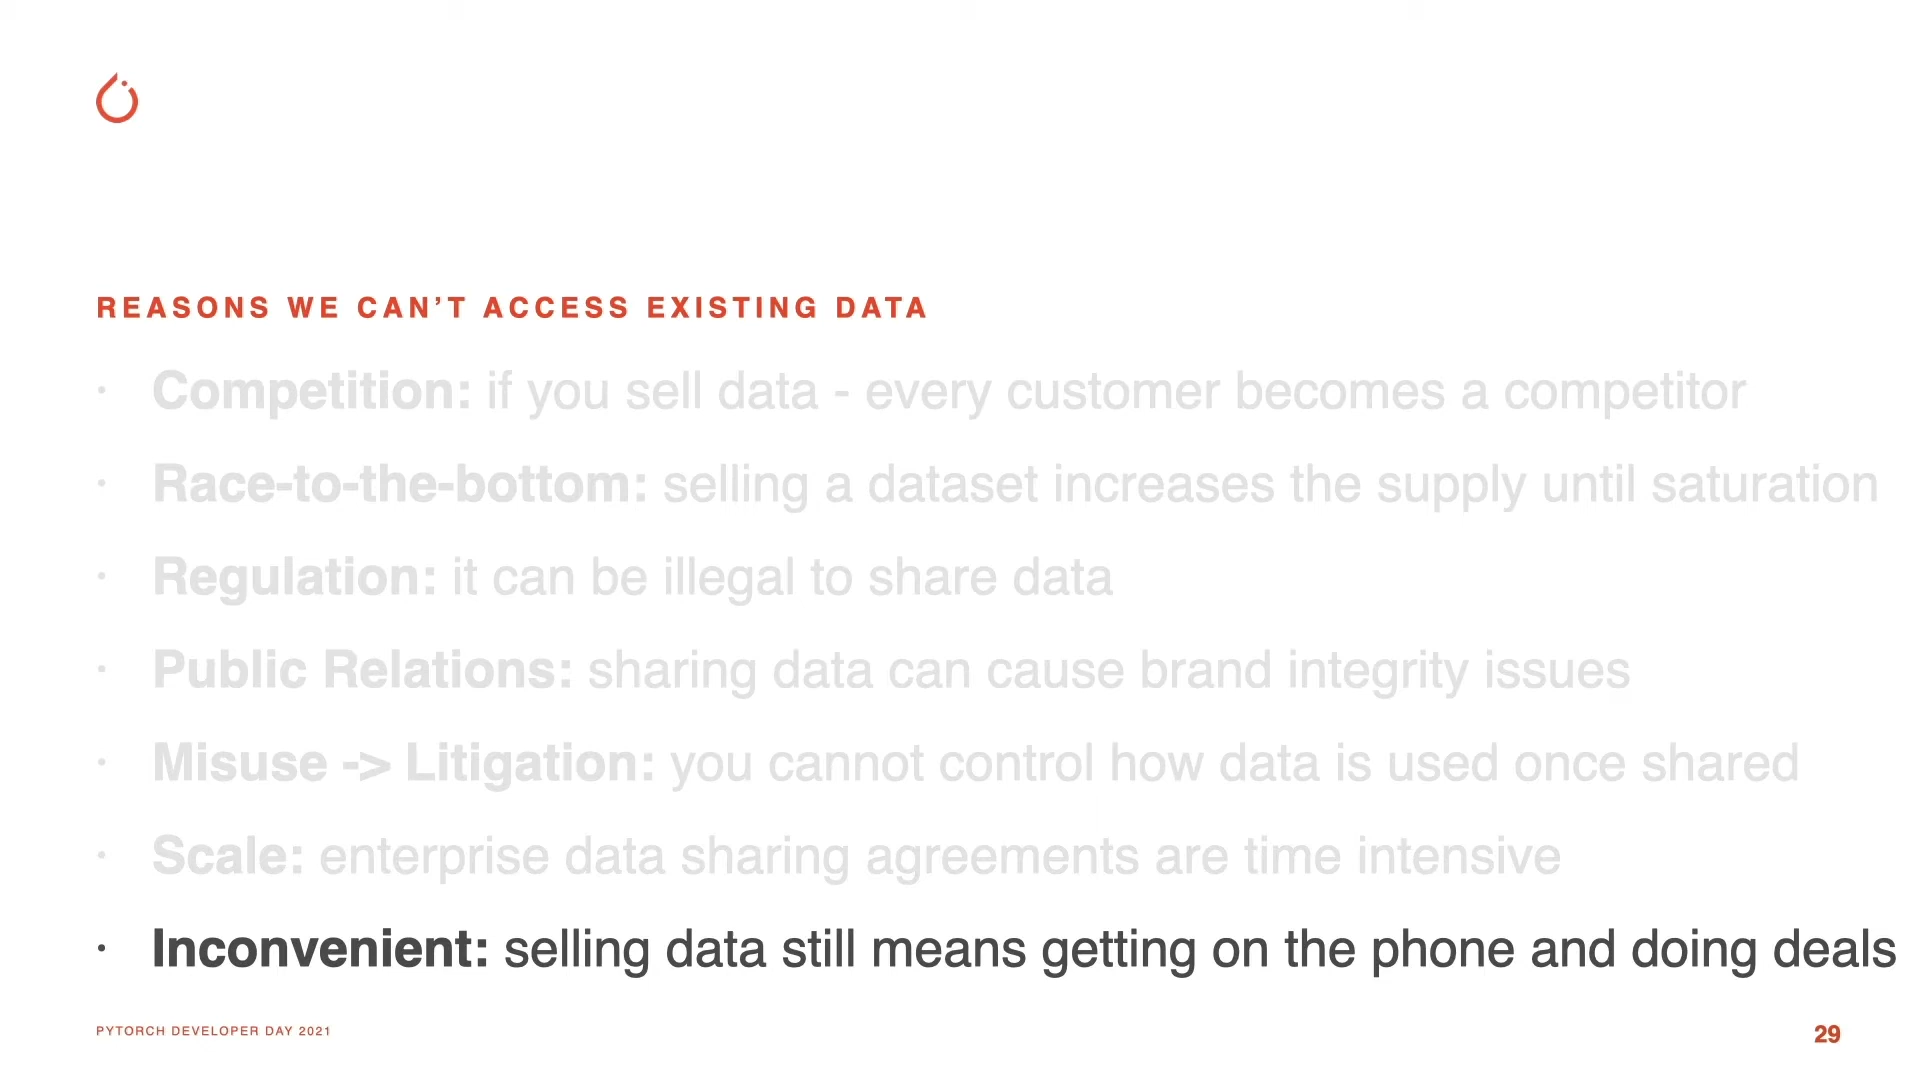 REASONS WE CAN’T ACCESS EXISTING DATA
· Competition: if you sell data - every customer becomes a competitor
· Race-to-the-bottom: selling a dataset increases the supply until saturation
· Regulation: it can be illegal to share data
· Public Relations: sharing data can cause brand integrity issues
· Misuse -> Litigation: you cannot control how data is used once shared
· Scale: enterprise data sharing agreements are time intensive
· Inconvenient: selling data still means getting on the phone and doing deals
PYTORCH DEVELOPER DAY 2021
29